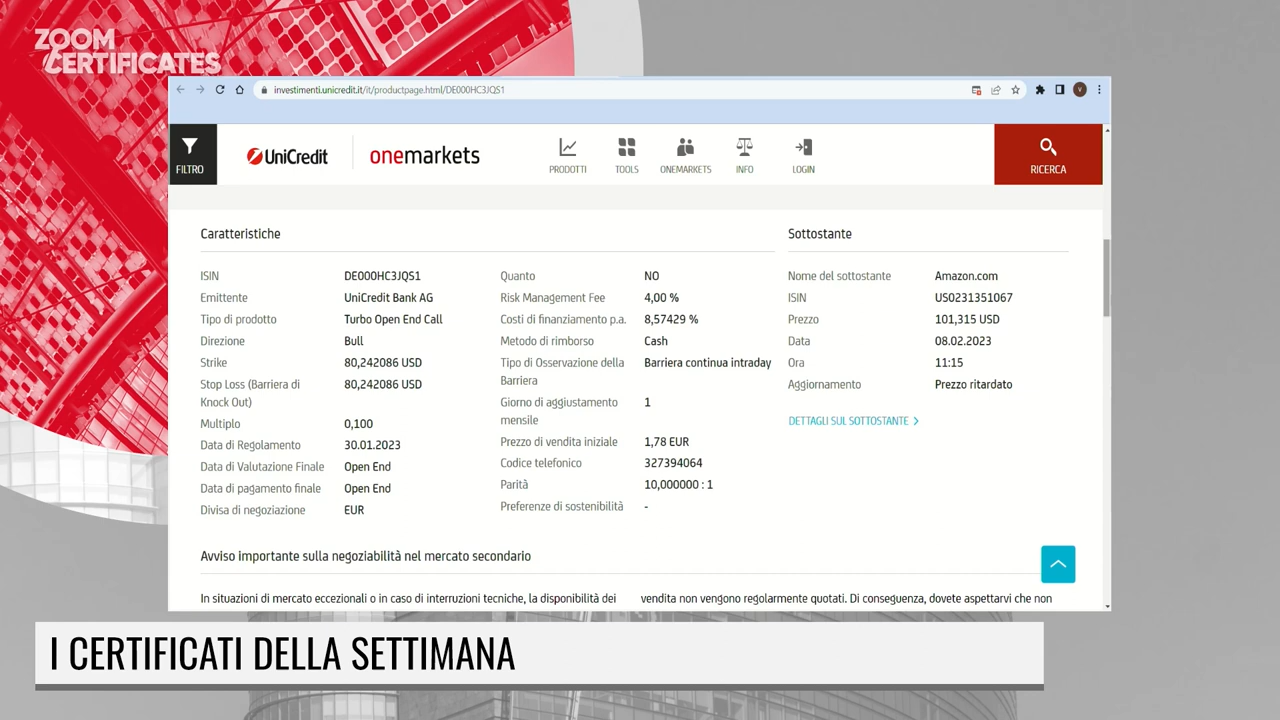 ZOOM
CERTIFICATES
investimenti.unicredit.it/it/productpage.html/DE000HC3JQS1
V
FILTRO
UniCredit
onemarkets
PRODOTTI
TOOLS
ONEMARKETS
INFO
LOGIN
RICERCA
Caratteristiche
ISIN DE000HC3JQS1
Emittente UniCredit Bank AG
Tipo di prodotto Turbo Open End Call
Direzione Bull
Strike 80,242086 USD
Stop Loss (Barriera di 80,242086 USD
Knock Out)
Multiplo 0,100
Data di Regolamento 30.01.2023
Data di Valutazione Finale Open End
Data di pagamento finale Open End
Divisa di negoziazione EUR
Quanto NO
Risk Management Fee 4,00 %
Costi di finanziamento p.a. 8,57429 %
Metodo di rimborso Cash
Tipo di Osservazione della Barriera continua intraday
Barriera
Giorno di aggiustamento 1
mensile
Prezzo di vendita iniziale 1,78 EUR
Codice telefonico 327394064
Parità 10,000000 : 1
Preferenze di sostenibilità -
Sottostante
Nome del sottostante Amazon.com
ISIN US0231351067
Prezzo 101,315 USD
Data 08.02.2023
Ora 11:15
Aggiornamento Prezzo ritardato
DETTAGLI SUL SOTTOSTANTE >
Avviso importante sulla negoziabilità nel mercato secondario
In situazioni di mercato eccezionali o in caso di interruzioni tecniche, la disponibilità dei
vendita non vengono regolarmente quotati. Di conseguenza, dovete aspettarvi che non
I CERTIFICATI DELLA SETTIMANA